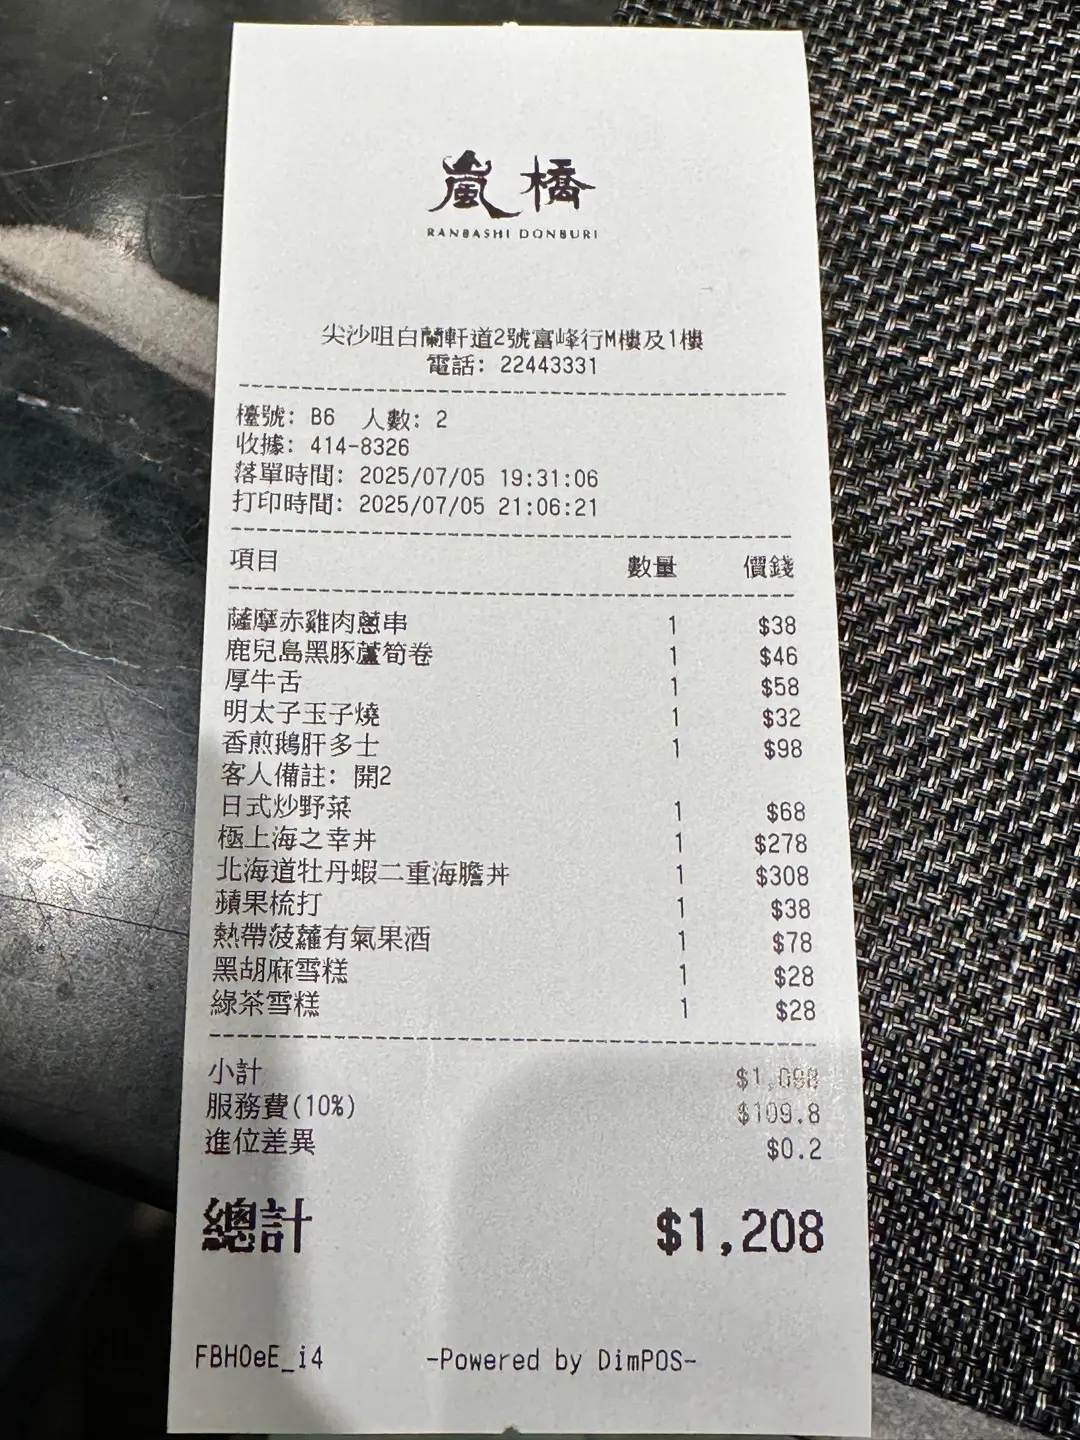 嵐橋
RANBASHI DONBURI
尖沙咀白蘭軒道2號富峰行M樓及1樓
電話: 22443331
檯號: B6 人數: 2
收據: 414-8326
落單時間: 2025/07/05 19:31:06
打印時間: 2025/07/05 21:06:21
項目 數量 價錢
薩摩赤雞肉蔥串 1 $38
鹿兒島黑豚蘆筍卷 1 $46
厚牛舌 1 $58
明太子玉子燒 1 $32
香煎鵝肝多士 1 $98
客人備註: 開2
日式炒野菜 1 $68
極上海之幸丼 1 $278
北海道牡丹蝦二重海膽丼 1 $308
蘋果梳打 1 $38
熱帶菠蘿有氣果酒 1 $78
黑胡麻雪糕 1 $28
綠茶雪糕 1 $28
小計 $1,098
服務費(10%) $109.8
進位差異 $0.2
總計 $1,208
FBH0eE_i4 -Powered by DimPOS-